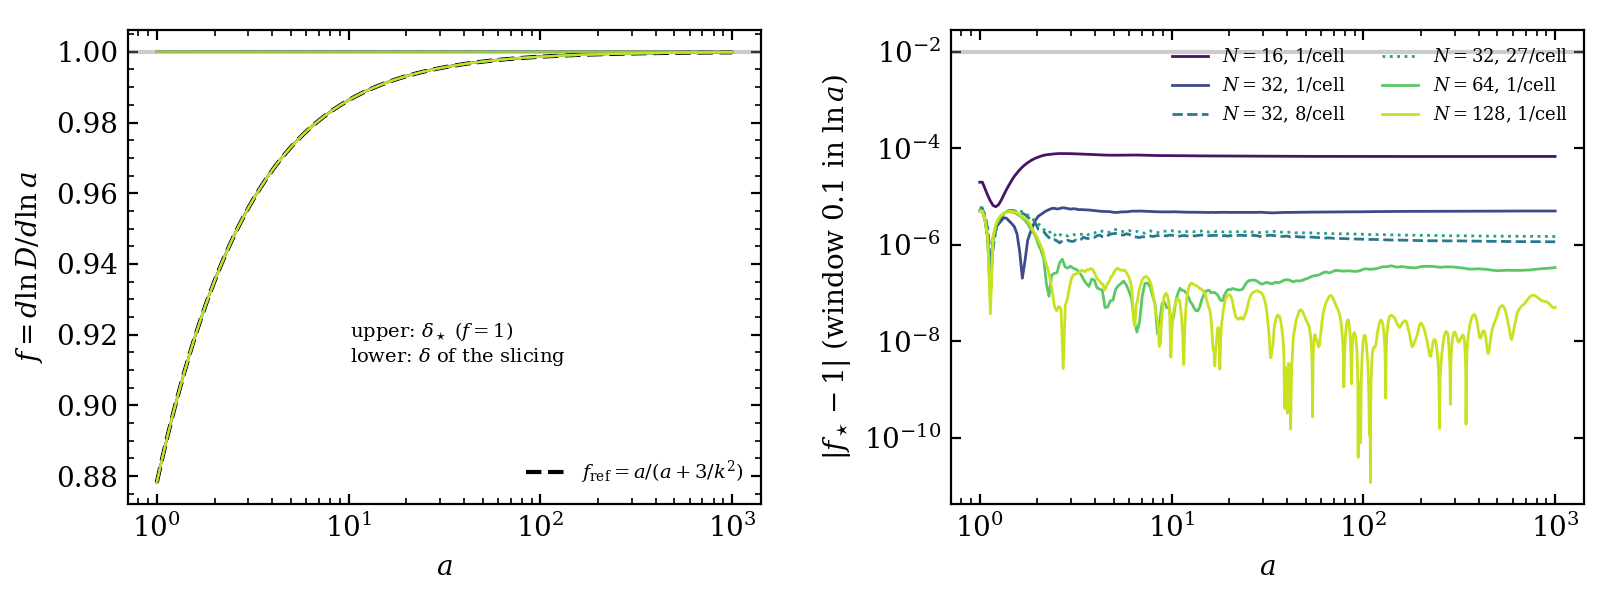 1.00
0.98
0.96
0.94
0.92
0.90
0.88
f = d ln D/d ln a
upper: δ⋆ (f = 1)
lower: δ of the slicing
f_ref = a/(a + 3/k²)
10⁰
10¹
10²
10³
a
10⁻²
10⁻⁴
10⁻⁶
10⁻⁸
10⁻¹⁰
|f⋆ − 1| (window 0.1 in ln a)
N = 16, 1/cell
N = 32, 1/cell
N = 32, 8/cell
N = 32, 27/cell
N = 64, 1/cell
N = 128, 1/cell
10⁰
10¹
10²
10³
a